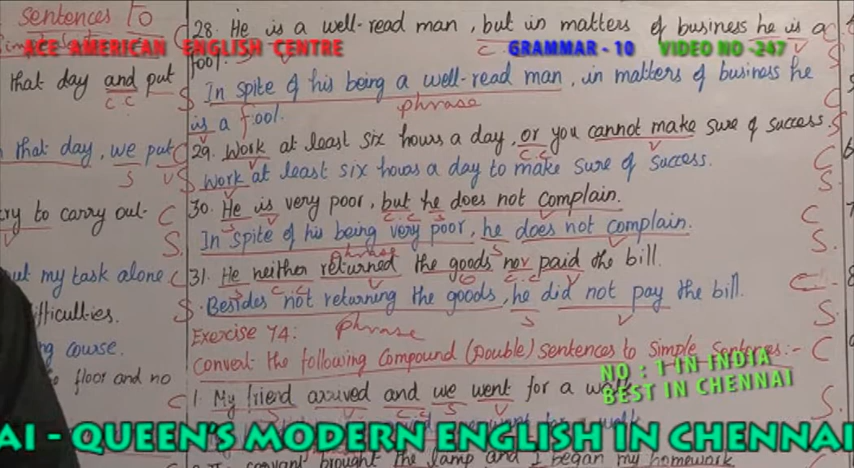 sentences To
28. He is a well-read man, but in matters of business he is a
ACE AMERICAN ENGLISH CENTRE GRAMMAR - 10 VIDEO NO -247
fool.
that day and put
In spite of his being a well-read man, in matters of business he
phrase
is a fool.
29. Work at least six hours a day, or you cannot make sure of success.
c.c v
that day, we put
S v
Work at least six hours a day to make sure of success.
30. He is very poor, but he does not complain.
try to carry out
In spite of his being very poor, he does not complain.
phrase
31. He neither returned the goods nor paid the bill.
my task alone.
Besides not returning the goods, he did not pay the bill.
difficulties.
phrase
Exercise 74:
course.
Convert the following Compound (Double) Sentences to Simple Sentences:-
floor and no
NO : 1 IN INDIA
BEST IN CHENNAI
1. My friend arrived and we went for a walk
AI - QUEEN'S MODERN ENGLISH IN CHENNAI
brought the lamp and I began my homework